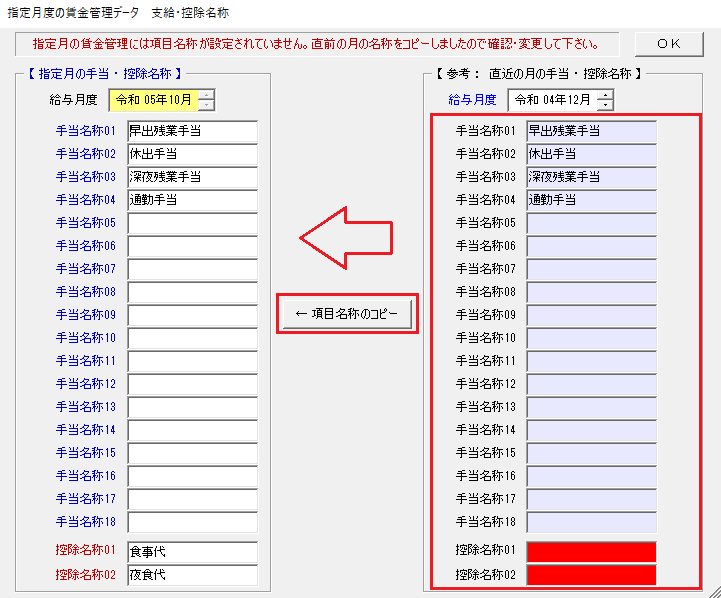 指定月度の賃金管理データ　支給・控除名称
指定月の賃金管理には項目名称が設定されていません。直前の月の名称をコピーしましたので確認・変更して下さい。
ＯＫ
【 指定月の手当・控除名称 】
給与月度 令和 05年10月
手当名称01 早出残業手当
手当名称02 休出手当
手当名称03 深夜残業手当
手当名称04 通勤手当
手当名称05
手当名称06
手当名称07
手当名称08
手当名称09
手当名称10
手当名称11
手当名称12
手当名称13
手当名称14
手当名称15
手当名称16
手当名称17
手当名称18
控除名称01 食事代
控除名称02 夜食代
← 項目名称のコピー
【 参考： 直近の月の手当・控除名称 】
給与月度 令和 04年12月
手当名称01 早出残業手当
手当名称02 休出手当
手当名称03 深夜残業手当
手当名称04 通勤手当
手当名称05
手当名称06
手当名称07
手当名称08
手当名称09
手当名称10
手当名称11
手当名称12
手当名称13
手当名称14
手当名称15
手当名称16
手当名称17
手当名称18
控除名称01
控除名称02